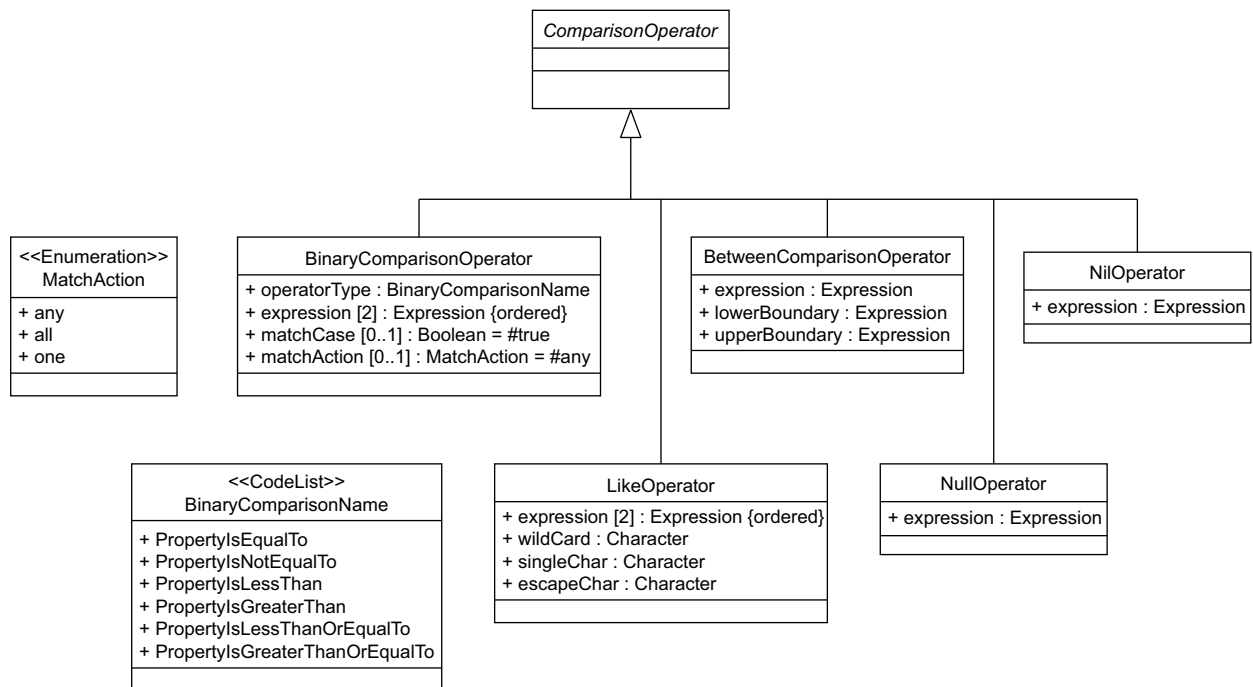 ComparisonOperator
<<Enumeration>>
MatchAction
+ any
+ all
+ one
BinaryComparisonOperator
+ operatorType : BinaryComparisonName
+ expression [2] : Expression {ordered}
+ matchCase [0..1] : Boolean = #true
+ matchAction [0..1] : MatchAction = #any
BetweenComparisonOperator
+ expression : Expression
+ lowerBoundary : Expression
+ upperBoundary : Expression
NilOperator
+ expression : Expression
<<CodeList>>
BinaryComparisonName
+ PropertyIsEqualTo
+ PropertyIsNotEqualTo
+ PropertyIsLessThan
+ PropertyIsGreaterThan
+ PropertyIsLessThanOrEqualTo
+ PropertyIsGreaterThanOrEqualTo
LikeOperator
+ expression [2] : Expression {ordered}
+ wildCard : Character
+ singleChar : Character
+ escapeChar : Character
NullOperator
+ expression : Expression